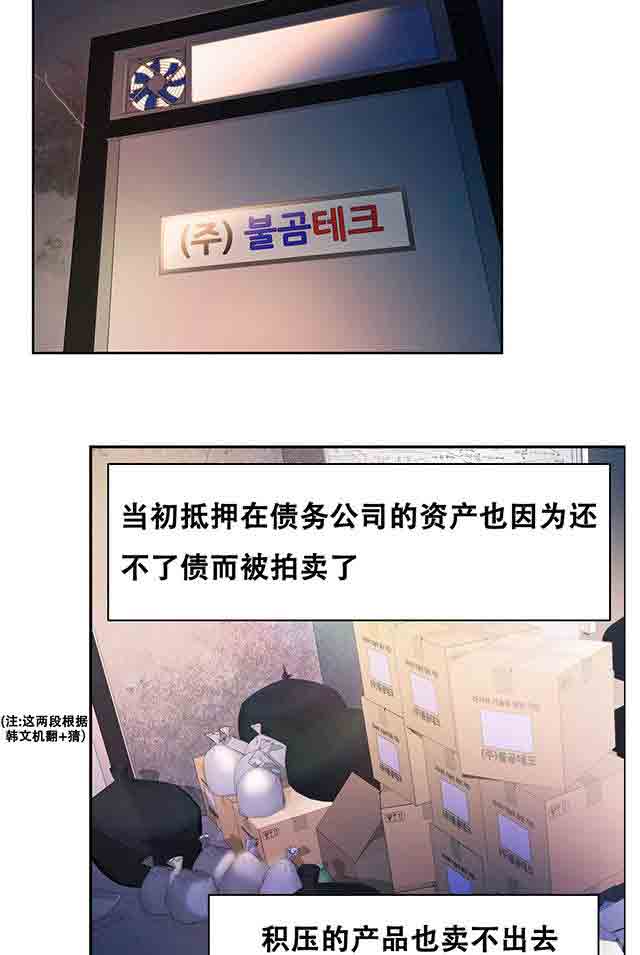 (주) 불곰테크
当初抵押在债务公司的资产也因为还
不了债而被拍卖了
(注:这两段根据
韩文机翻+猜)
(주)불곰테크
积压的产品也卖不出去